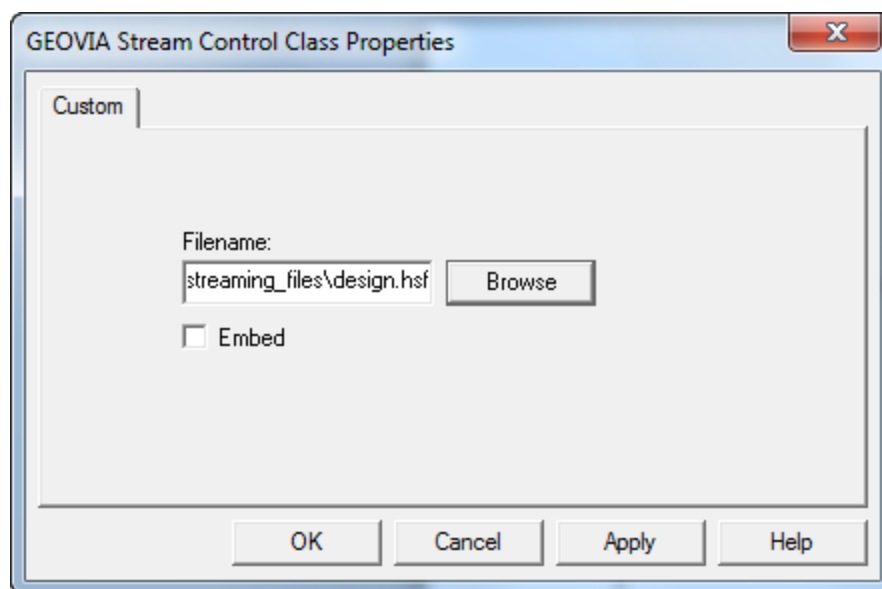 GEOVIA Stream Control Class Properties
Custom
Filename:
streaming_files\design.hsf
Browse
Embed
OK Cancel Apply Help